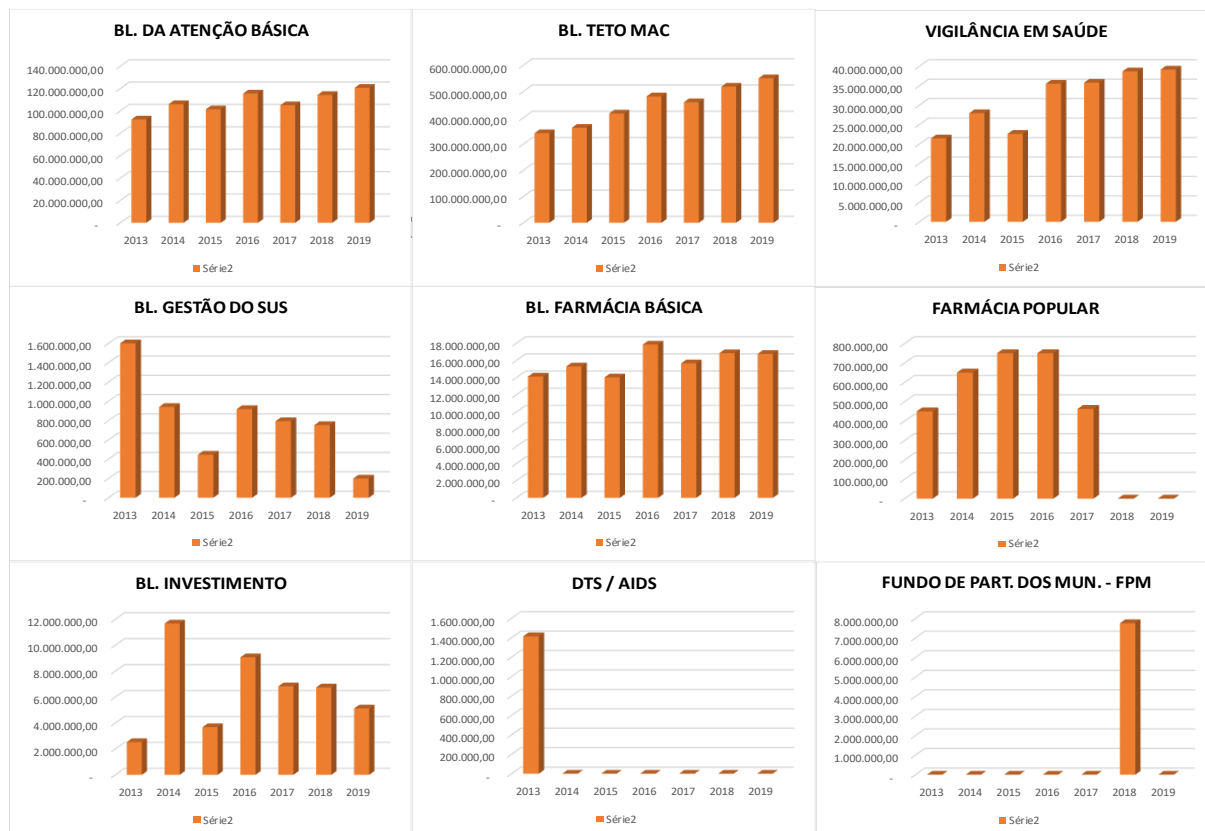 BL. DA ATENÇÃO BÁSICA
140.000.000,00
120.000.000,00
100.000.000,00
80.000.000,00
60.000.000,00
40.000.000,00
20.000.000,00
-
2013 2014 2015 2016 2017 2018 2019
Série2
BL. TETO MAC
600.000.000,00
500.000.000,00
400.000.000,00
300.000.000,00
200.000.000,00
100.000.000,00
-
2013 2014 2015 2016 2017 2018 2019
Série2
VIGILÂNCIA EM SAÚDE
40.000.000,00
35.000.000,00
30.000.000,00
25.000.000,00
20.000.000,00
15.000.000,00
10.000.000,00
5.000.000,00
-
2013 2014 2015 2016 2017 2018 2019
Série2
BL. GESTÃO DO SUS
1.600.000,00
1.400.000,00
1.200.000,00
1.000.000,00
800.000,00
600.000,00
400.000,00
200.000,00
-
2013 2014 2015 2016 2017 2018 2019
Série2
BL. FARMÁCIA BÁSICA
18.000.000,00
16.000.000,00
14.000.000,00
12.000.000,00
10.000.000,00
8.000.000,00
6.000.000,00
4.000.000,00
2.000.000,00
-
2013 2014 2015 2016 2017 2018 2019
Série2
FARMÁCIA POPULAR
800.000,00
700.000,00
600.000,00
500.000,00
400.000,00
300.000,00
200.000,00
100.000,00
-
2013 2014 2015 2016 2017 2018 2019
Série2
BL. INVESTIMENTO
12.000.000,00
10.000.000,00
8.000.000,00
6.000.000,00
4.000.000,00
2.000.000,00
-
2013 2014 2015 2016 2017 2018 2019
Série2
DTS / AIDS
1.600.000,00
1.400.000,00
1.200.000,00
1.000.000,00
800.000,00
600.000,00
400.000,00
200.000,00
-
2013 2014 2015 2016 2017 2018 2019
Série2
FUNDO DE PART. DOS MUN. - FPM
8.000.000,00
7.000.000,00
6.000.000,00
5.000.000,00
4.000.000,00
3.000.000,00
2.000.000,00
1.000.000,00
-
2013 2014 2015 2016 2017 2018 2019
Série2